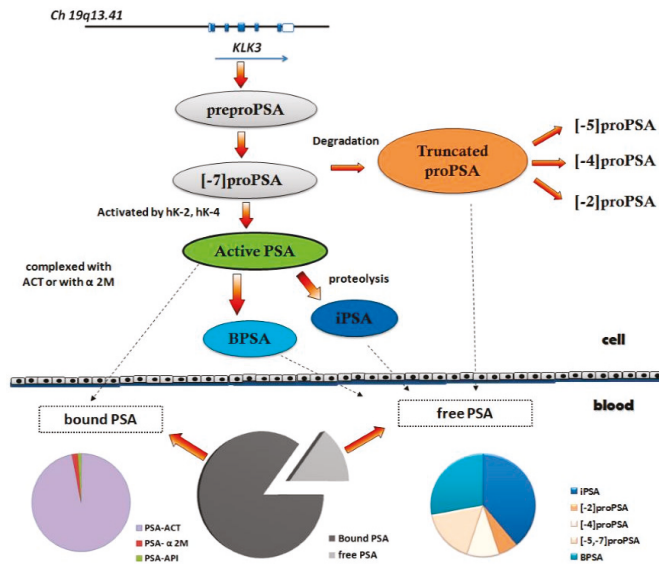 Ch 19q13.41
KLK3
preproPSA
Degradation
[-7]proPSA
Truncated
proPSA
[-5]proPSA
[-4]proPSA
[-2]proPSA
Activated by hK-2, hK-4
Active PSA
complexed with
ACT or with α 2M
proteolysis
iPSA
BPSA
cell
blood
bound PSA
free PSA
PSA-ACT
PSA- α 2M
PSA-API
Bound PSA
free PSA
iPSA
[-2]proPSA
[-4]proPSA
[-5,-7]proPSA
BPSA